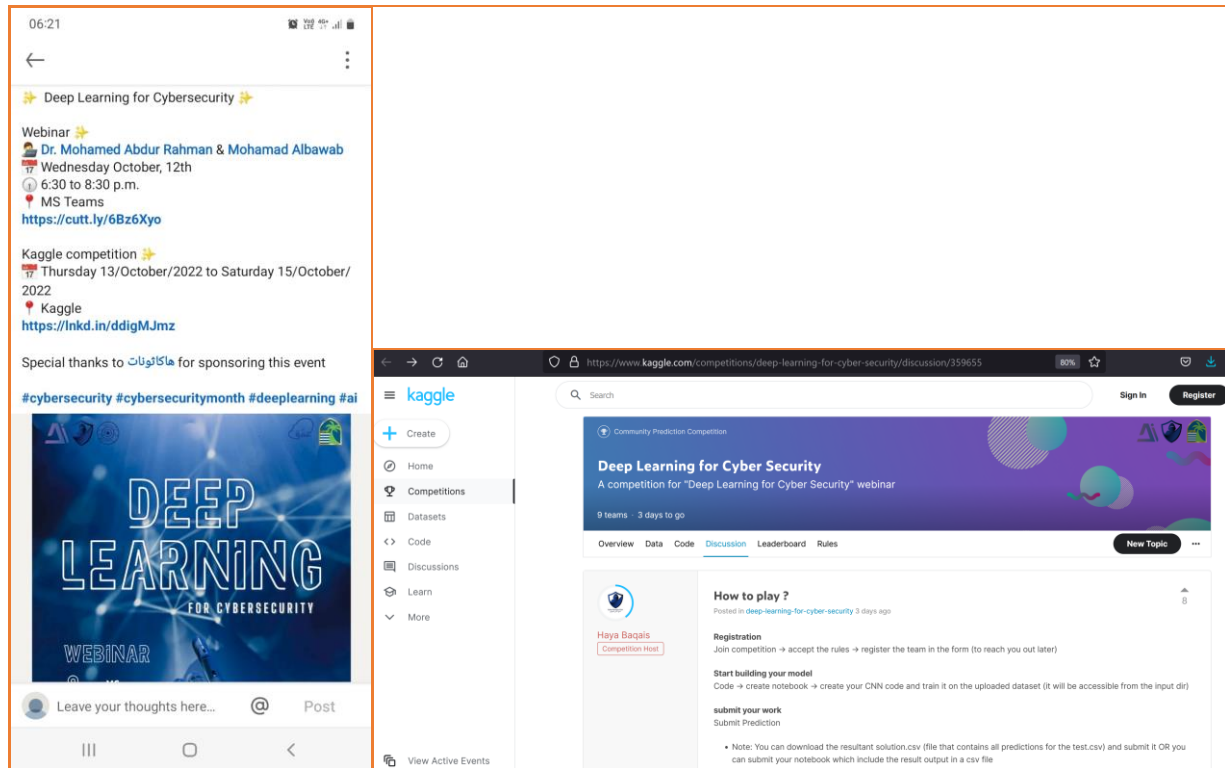 06:21
VoD LTE 4G+
✨ Deep Learning for Cybersecurity ✨
Webinar ✨
Dr. Mohamed Abdur Rahman & Mohamad Albawab
Wednesday October, 12th
6:30 to 8:30 p.m.
MS Teams
https://cutt.ly/6Bz6Xyo
Kaggle competition ✨
Thursday 13/October/2022 to Saturday 15/October/
2022
Kaggle
https://lnkd.in/ddigMJmz
Special thanks to هاكاثونات for sponsoring this event
#cybersecurity #cybersecuritymonth #deeplearning #ai
DEEP
LEARNING
FOR CYBERSECURITY
WEBINAR
Leave your thoughts here...
@
Post
https://www.kaggle.com/competitions/deep-learning-for-cyber-security/discussion/359655
80%
kaggle
Search
Sign In
Register
Create
Home
Competitions
Datasets
Code
Discussions
Learn
More
View Active Events
Community Prediction Competition
Deep Learning for Cyber Security
A competition for "Deep Learning for Cyber Security" webinar
9 teams · 3 days to go
Overview Data Code Discussion Leaderboard Rules
New Topic
Haya Baqais
Competition Host
How to play ?
8
Posted in deep-learning-for-cyber-security 3 days ago
Registration
Join competition → accept the rules → register the team in the form (to reach you out later)
Start building your model
Code → create notebook → create your CNN code and train it on the uploaded dataset (it will be accessible from the input dir)
submit your work
Submit Prediction
• Note: You can download the resultant solution.csv (file that contains all predictions for the test.csv) and submit it OR you
can submit your notebook which include the result output in a csv file